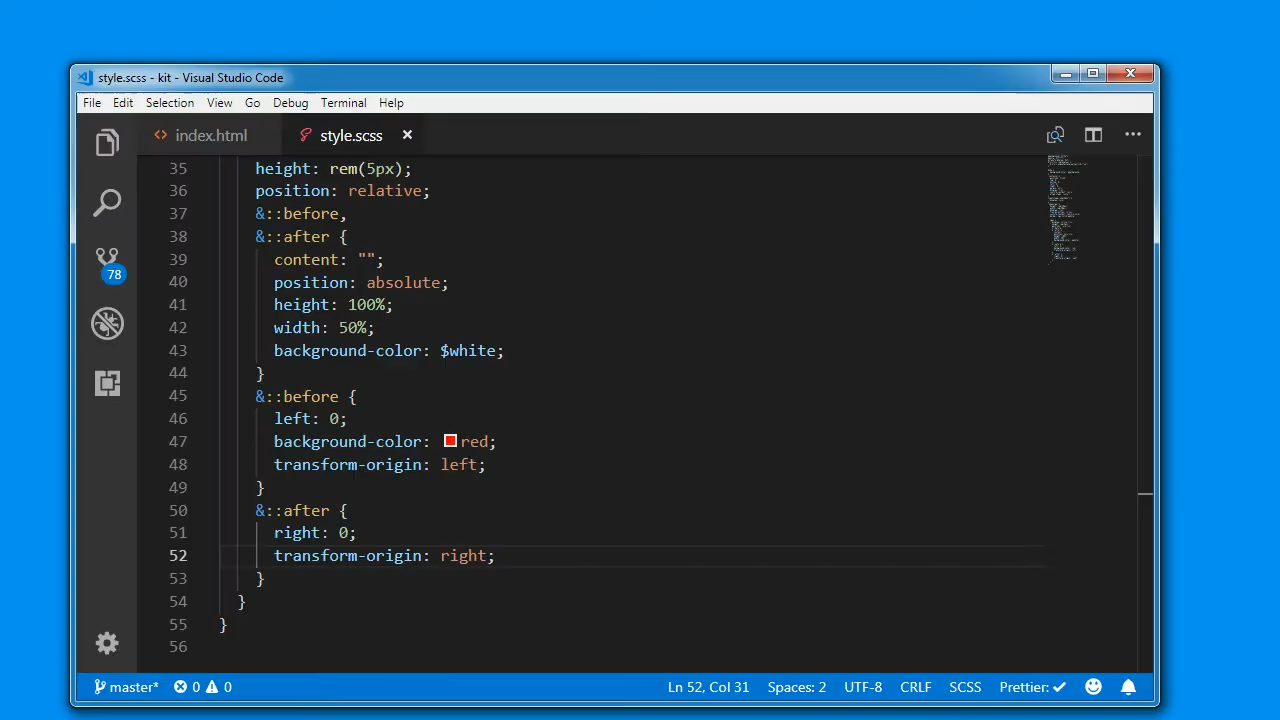 style.scss - kit - Visual Studio Code
File Edit Selection View Go Debug Terminal Help
index.html style.scss
35 height: rem(5px);
36 position: relative;
37 &::before,
38 &::after {
39 content: "";
40 position: absolute;
41 height: 100%;
42 width: 50%;
43 background-color: $white;
44 }
45 &::before {
46 left: 0;
47 background-color: red;
48 transform-origin: left;
49 }
50 &::after {
51 right: 0;
52 transform-origin: right;
53 }
54 }
55 }
56
78
master* 0 0 Ln 52, Col 31 Spaces: 2 UTF-8 CRLF SCSS Prettier: ✓